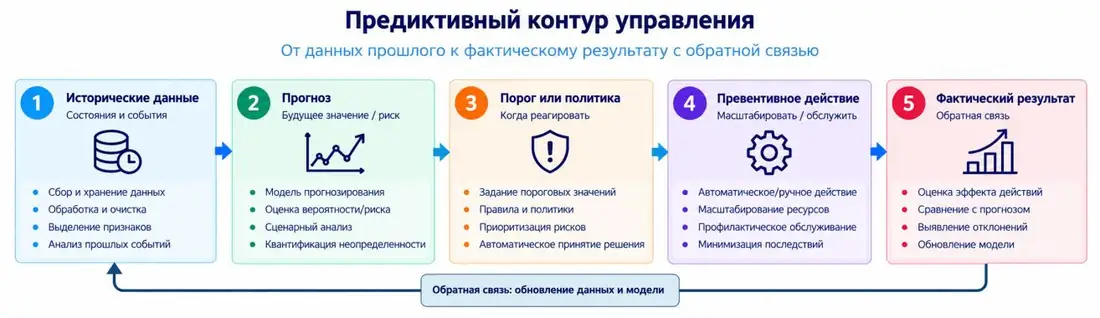 Предиктивный контур управления
От данных прошлого к фактическому результату с обратной связью
1
Исторические данные
Состояния и события
Сбор и хранение данных
Обработка и очистка
Выделение признаков
Анализ прошлых событий
2
Прогноз
Будущее значение / риск
Модель прогнозирования
Оценка вероятности/риска
Сценарный анализ
Квантификация неопределенности
3
Порог или политика
Когда реагировать
Задание пороговых значений
Правила и политики
Приоритизация рисков
Автоматическое принятие решения
4
Превентивное действие
Масштабировать / обслужить
Автоматическое/ручное действие
Масштабирование ресурсов
Профилактическое обслуживание
Минимизация последствий
5
Фактический результат
Обратная связь
Оценка эффекта действий
Сравнение с прогнозом
Выявление отклонений
Обновление модели
Обратная связь: обновление данных и модели